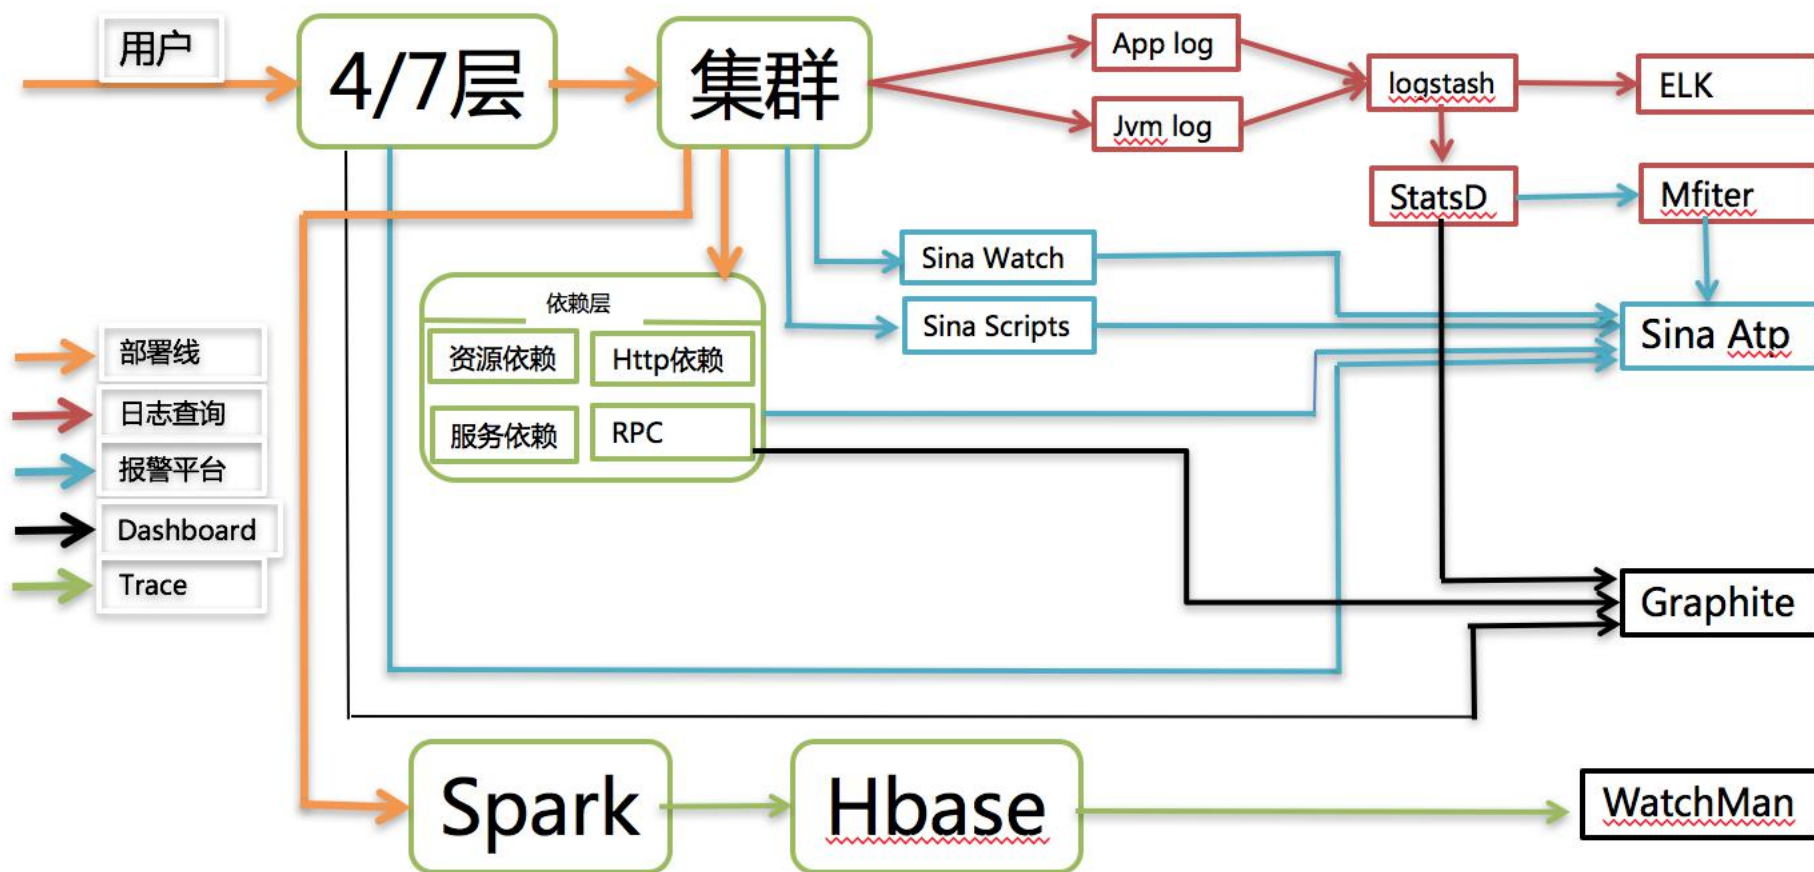 用户
4/7层
集群
App log
Jvm log
logstash
ELK
StatsD
Mfiter
Sina Watch
Sina Scripts
Sina Atp
依赖层
资源依赖
Http依赖
服务依赖
RPC
部署线
日志查询
报警平台
Dashboard
Trace
Graphite
Spark
Hbase
WatchMan